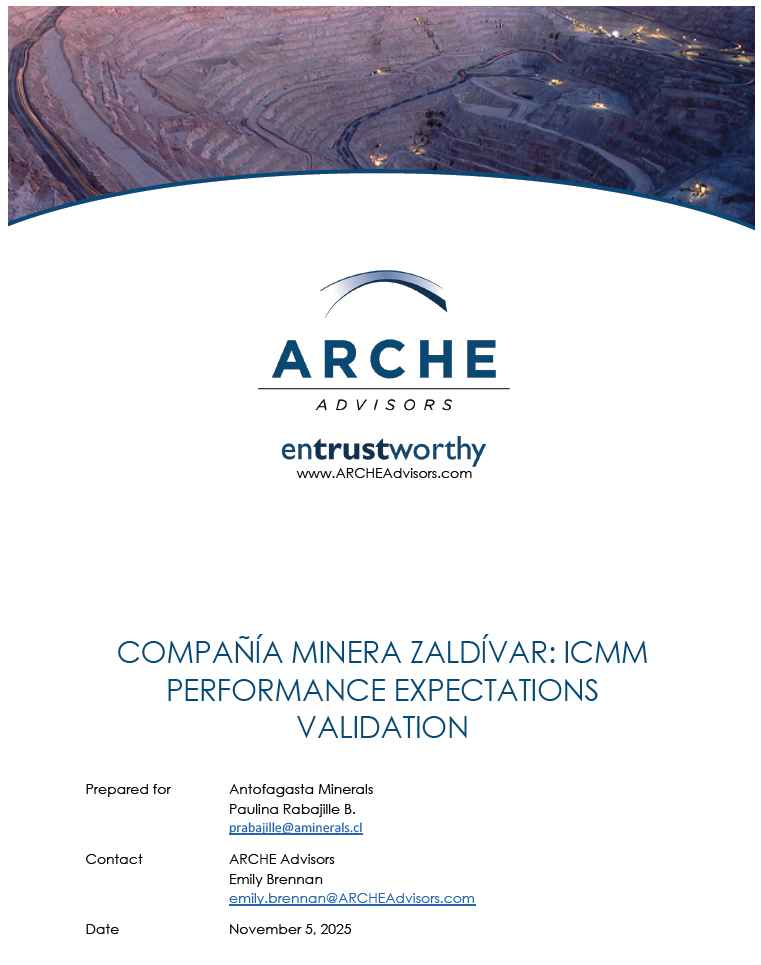 ARCHE
ADVISORS
entrustworthy
www.ARCHEAdvisors.com
COMPAÑÍA MINERA ZALDÍVAR: ICMM
PERFORMANCE EXPECTATIONS
VALIDATION
Prepared for Antofagasta Minerals
Paulina Rabajille B.
prabajille@aminerals.cl
Contact ARCHE Advisors
Emily Brennan
emily.brennan@ARCHEAdvisors.com
Date November 5, 2025